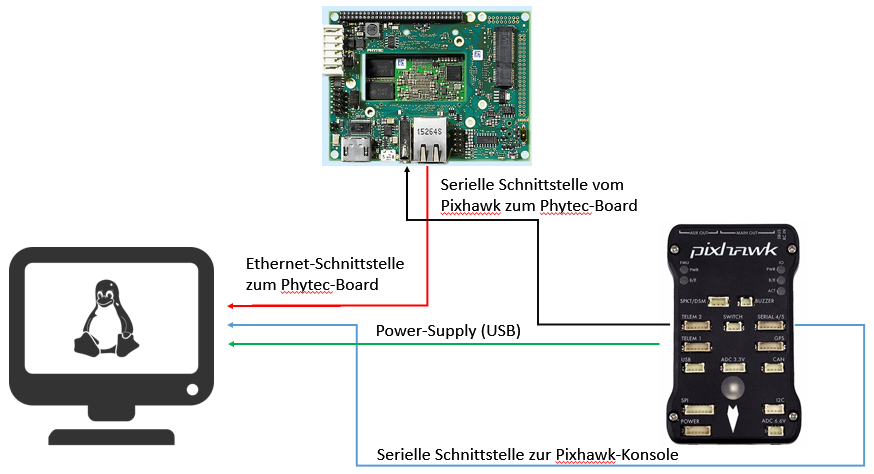 PHYTEC
15264S
Serielle Schnittstelle vom
Pixhawk zum Phytec-Board
Ethernet-Schnittstelle
zum Phytec-Board
Power-Supply (USB)
AUX OUT
MAIN OUT
pixhawk
FMU
IO
PWR
PWR
B/E
B/E
ACT
SPKT/DSM
BUZZER
TELEM 2
SWITCH
SERIAL 4/5
TELEM 1
GPS
USB
ADC 3.3V
CAN
SPI
I2C
POWER
ADC 6.6V
Serielle Schnittstelle zur Pixhawk-Konsole